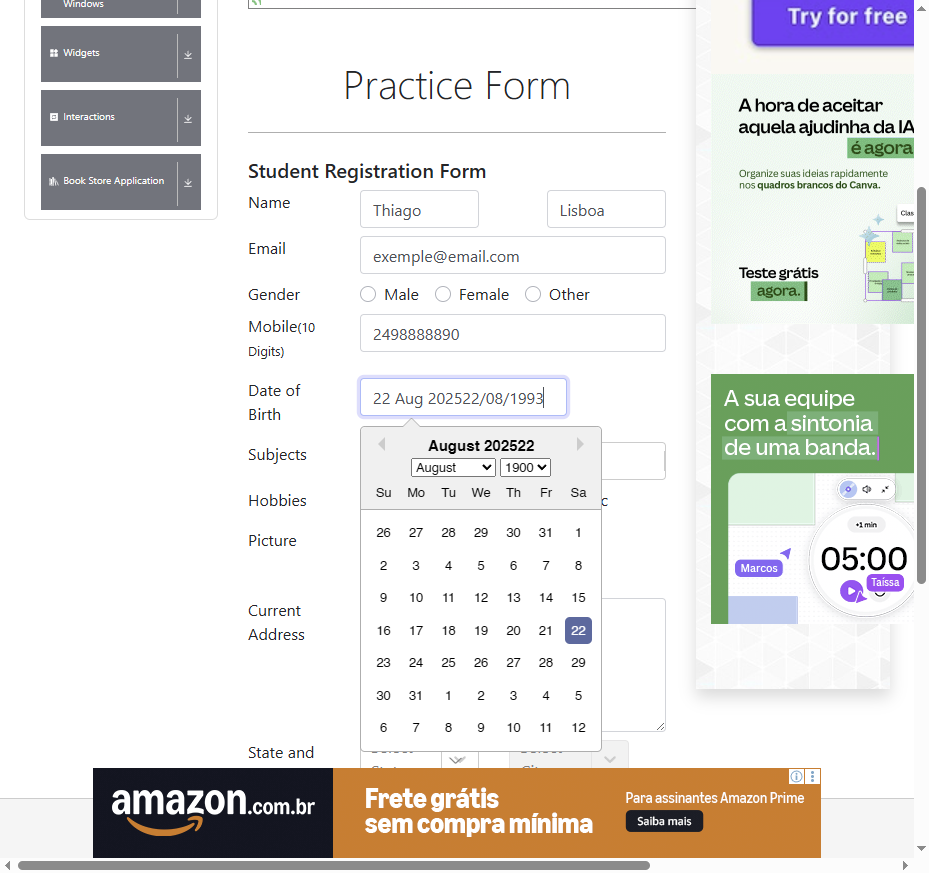 Windows
Widgets
Interactions
Book Store Application
Practice Form
Student Registration Form
Name
Thiago
Lisboa
Email
exemple@email.com
Gender
Male
Female
Other
Mobile(10
Digits)
2498888890
Date of
Birth
22 Aug 202522/08/1993
August 202522
August
1900
Su Mo Tu We Th Fr Sa
26 27 28 29 30 31 1
2 3 4 5 6 7 8
9 10 11 12 13 14 15
16 17 18 19 20 21 22
23 24 25 26 27 28 29
30 31 1 2 3 4 5
6 7 8 9 10 11 12
Subjects
Hobbies
c
Picture
Current
Address
State and
Try for free
A hora de aceitar
aquela ajudinha da IA
é agora
Organize suas ideias rapidamente
nos quadros brancos do Canva.
Clas
Teste grátis
agora.
A sua equipe
com a sintonia
de uma banda.
+1 min
05:00
Marcos
Taíssa
amazon.com.br
Frete grátis
sem compra mínima
Para assinantes Amazon Prime
Saiba mais